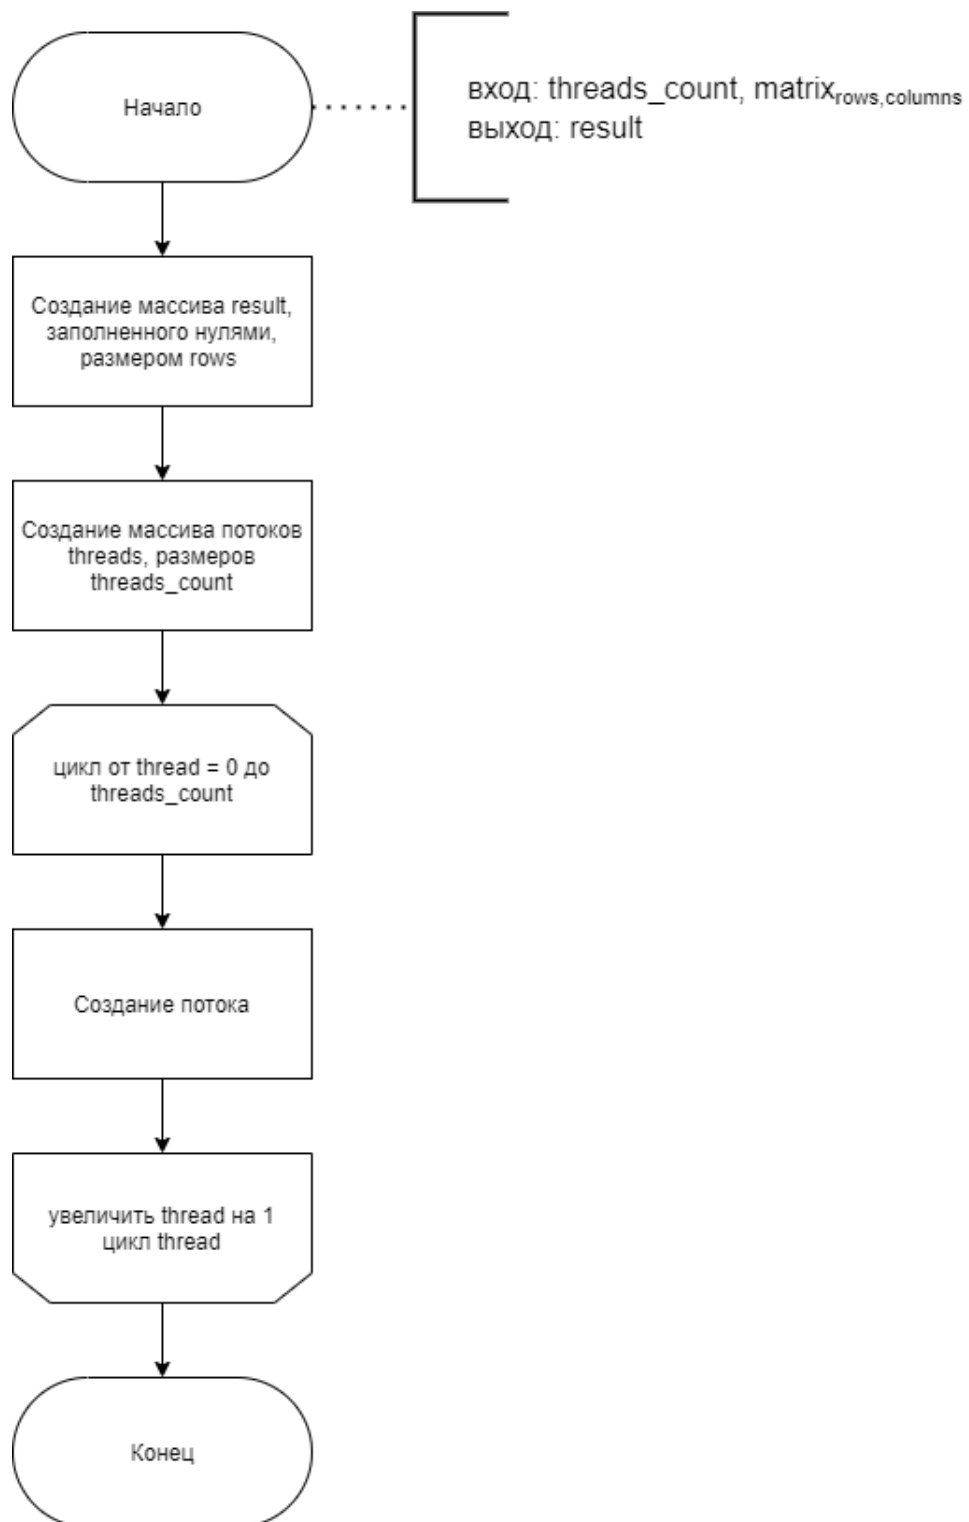 Начало
вход: threads_count, matrixrows,columns
выход: result
Создание массива result,
заполненного нулями,
размером rows
Создание массива потоков
threads, размеров
threads_count
цикл от thread = 0 до
threads_count
Создание потока
увеличить thread на 1
цикл thread
Конец